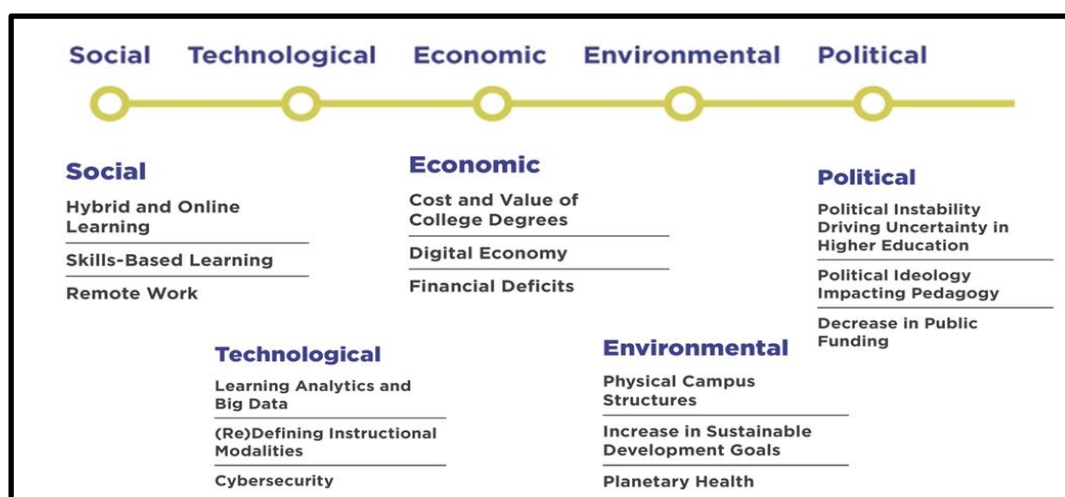 Social Technological Economic Environmental Political
Social
Hybrid and Online
Learning
Skills-Based Learning
Remote Work
Economic
Cost and Value of
College Degrees
Digital Economy
Financial Deficits
Political
Political Instability
Driving Uncertainty in
Higher Education
Political Ideology
Impacting Pedagogy
Decrease in Public
Funding
Technological
Learning Analytics and
Big Data
(Re)Defining Instructional
Modalities
Cybersecurity
Environmental
Physical Campus
Structures
Increase in Sustainable
Development Goals
Planetary Health